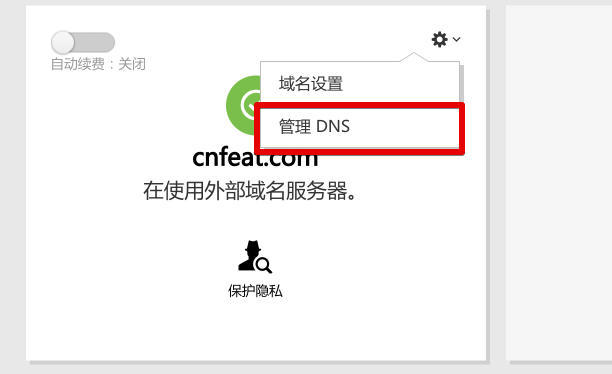 自动续费：关闭
域名设置
管理 DNS
cnfeat.com
在使用外部域名服务器。
保护隐私